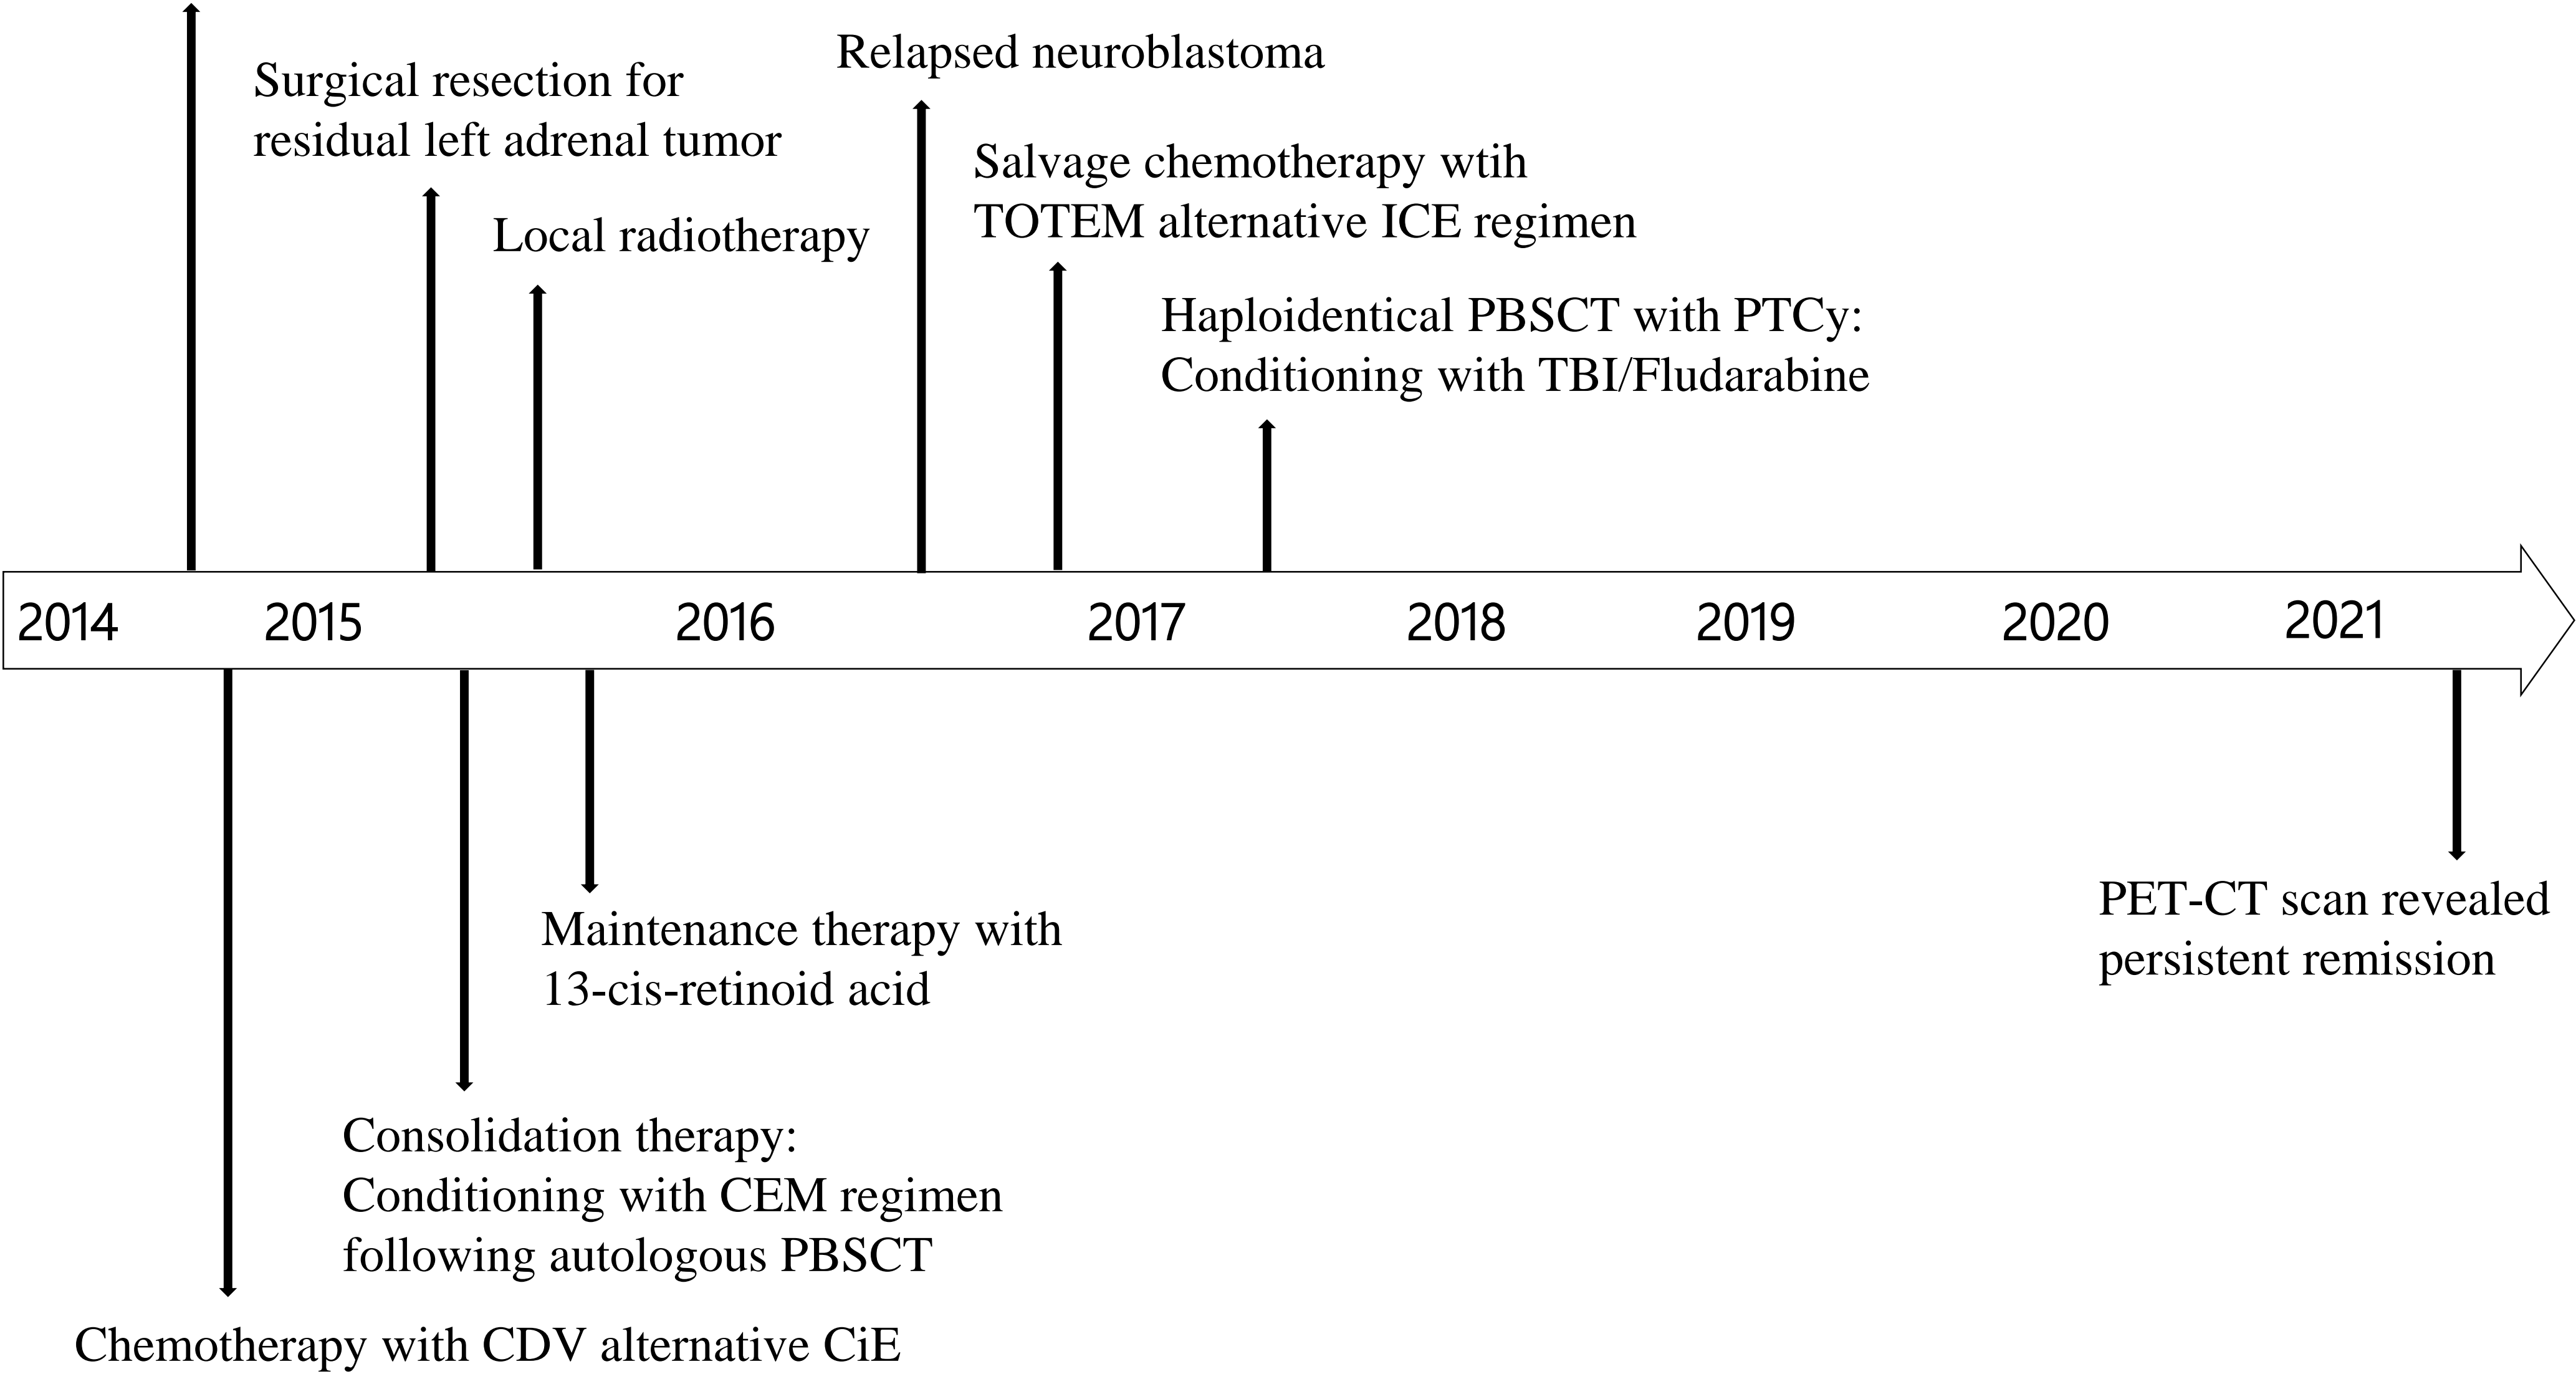 Relapsed neuroblastoma
Surgical resection for
residual left adrenal tumor
Salvage chemotherapy wtih
TOTEM alternative ICE regimen
Local radiotherapy
Haploidentical PBSCT with PTCy:
Conditioning with TBI/Fludarabine
2014
2015
2016
2017
2018
2019
2020
2021
Maintenance therapy with
13-cis-retinoid acid
PET-CT scan revealed
persistent remission
Consolidation therapy:
Conditioning with CEM regimen
following autologous PBSCT
Chemotherapy with CDV alternative CiE